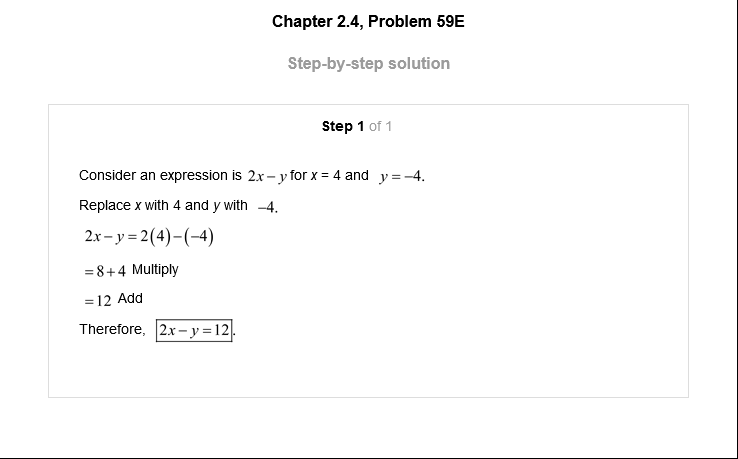 Chapter 2.4, Problem 59E
Step-by-step solution
Step 1 of 1
Consider an expression is 2x – y for x = 4 and y = –4.
Replace x with 4 and y with –4.
2x – y = 2(4)–(–4)
= 8+4 Multiply
= 12 Add
Therefore, 2x – y = 12.